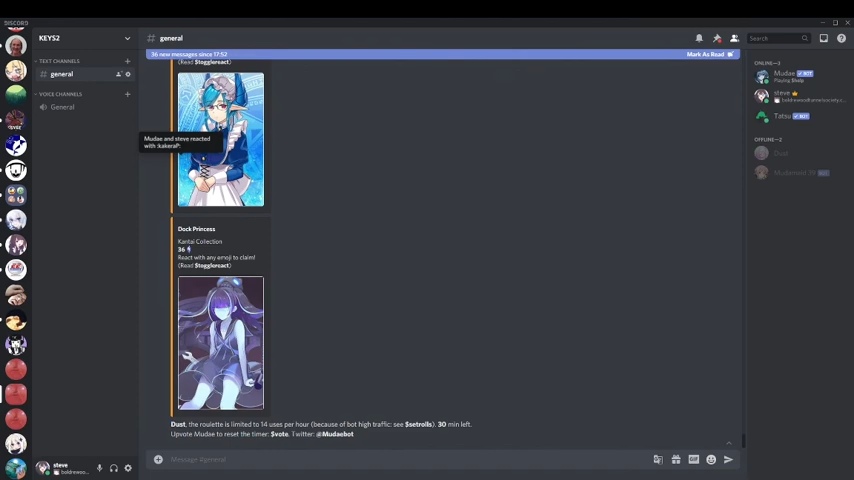 DISCORD
KEYS2
# general
Search
36 new messages since 17:52
Mark As Read
TEXT CHANNELS
# general
VOICE CHANNELS
General
(Read $togglereact)
Mudae and steve reacted
with :kakeraP:
Dock Princess
Kantai Collection
36
React with any emoji to claim!
(Read $togglereact)
Dust, the roulette is limited to 14 uses per hour (because of bot high traffic: see $setrolls). 30 min left.
Upvote Mudae to reset the timer: $vote. Twitter: @Mudaebot
Message #general
GIF
steve
ONLINE—3
Mudae BOT
Playing $help
steve
Tatsu BOT
OFFLINE—2
Dust
BOT